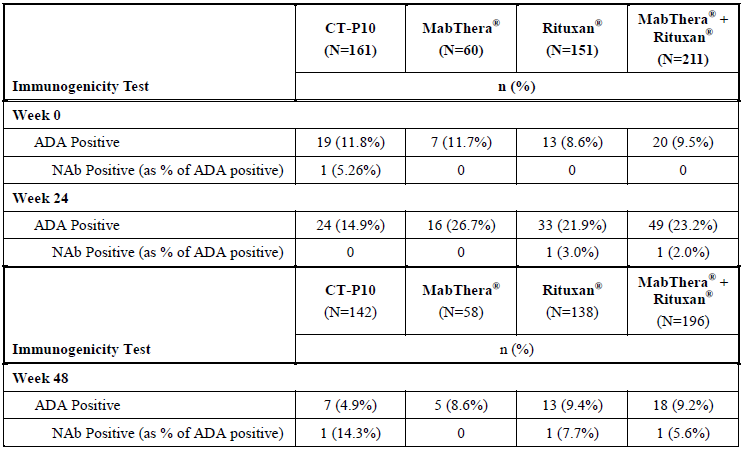 CT-P10 MabThera® Rituxan® MabThera® +
Rituxan®
(N=161) (N=60) (N=151) (N=211)
Immunogenicity Test n (%)
Week 0
ADA Positive 19 (11.8%) 7 (11.7%) 13 (8.6%) 20 (9.5%)
NAb Positive (as % of ADA positive) 1 (5.26%) 0 0 0
Week 24
ADA Positive 24 (14.9%) 16 (26.7%) 33 (21.9%) 49 (23.2%)
NAb Positive (as % of ADA positive) 0 0 1 (3.0%) 1 (2.0%)
CT-P10 MabThera® Rituxan® MabThera® +
Rituxan®
(N=142) (N=58) (N=138) (N=196)
Immunogenicity Test n (%)
Week 48
ADA Positive 7 (4.9%) 5 (8.6%) 13 (9.4%) 18 (9.2%)
NAb Positive (as % of ADA positive) 1 (14.3%) 0 1 (7.7%) 1 (5.6%)